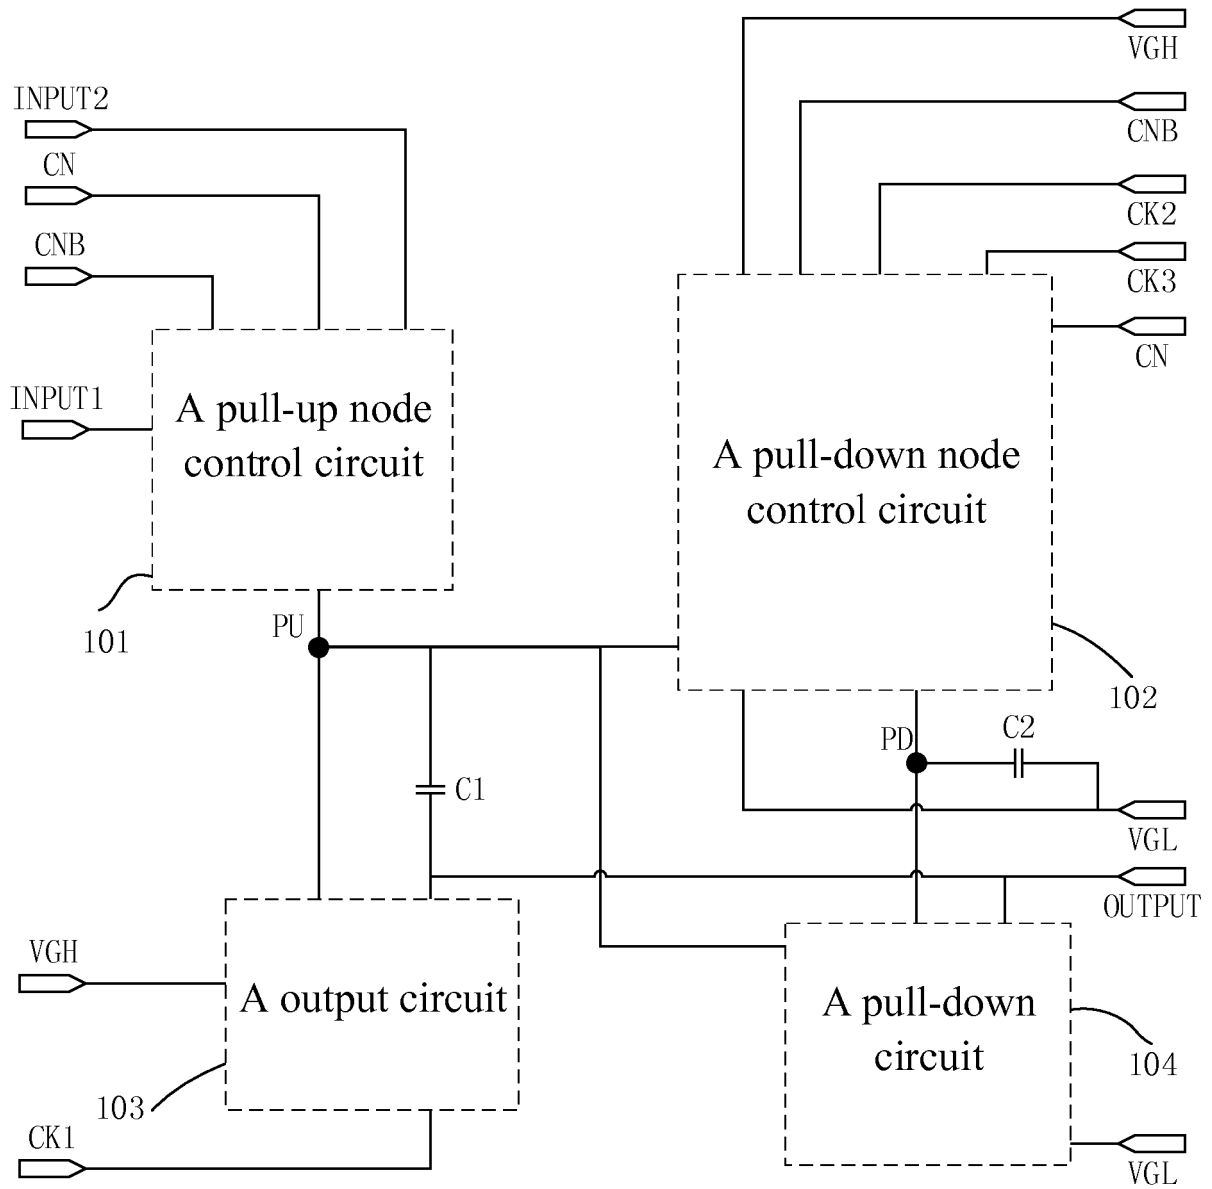 VGH
INPUT2
CNB
CN
CK2
CNB
CK3
CN
INPUT1
A pull-up node
control circuit
A pull-down node
control circuit
101
PU
102
PD
C2
C1
VGL
OUTPUT
VGH
A output circuit
A pull-down
circuit
104
103
CK1
VGL